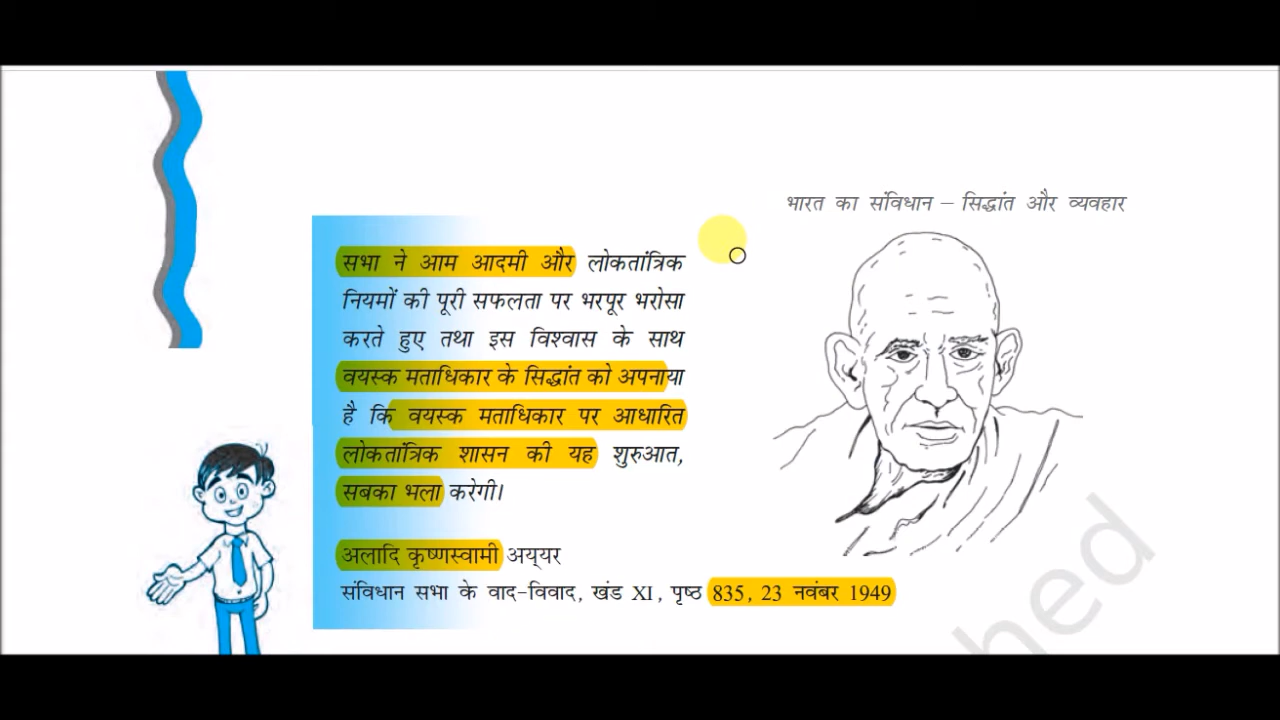 भारत का संविधान – सिद्धांत और व्यवहार
सभा ने आम आदमी और लोकतांत्रिक
नियमों की पूरी सफलता पर भरपूर भरोसा
करते हुए तथा इस विश्वास के साथ
वयस्क मताधिकार के सिद्धांत को अपनाया
है कि वयस्क मताधिकार पर आधारित
लोकतांत्रिक शासन की यह शुरुआत,
सबका भला करेगी।
अलादि कृष्णस्वामी अय्यर
संविधान सभा के वाद-विवाद, खंड XI, पृष्ठ 835, 23 नवंबर 1949